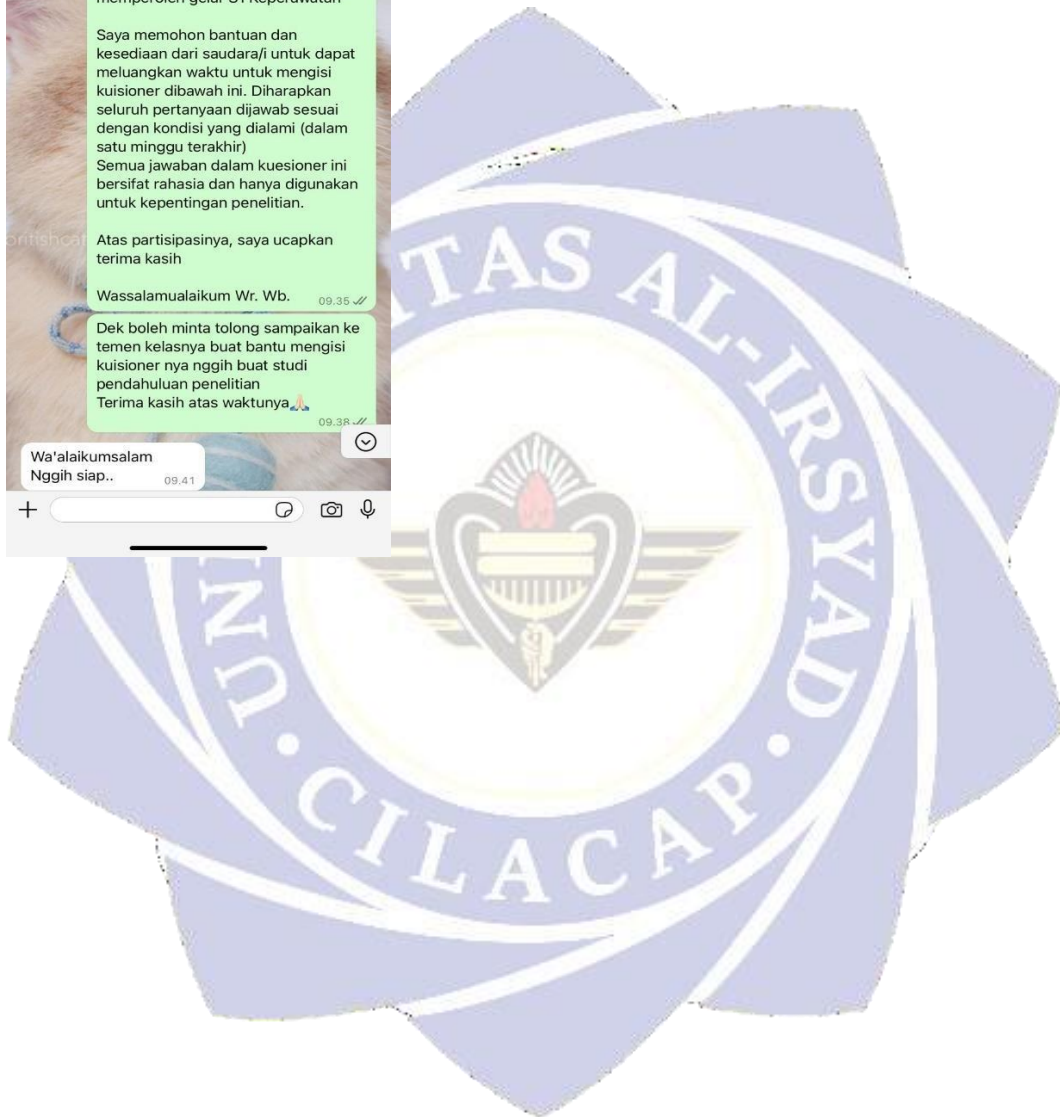 memperoleh gelar S1 Keperawatan
Saya memohon bantuan dan
kesediaan dari saudara/i untuk dapat
meluangkan waktu untuk mengisi
kuisioner dibawah ini. Diharapkan
seluruh pertanyaan dijawab sesuai
dengan kondisi yang dialami (dalam
satu minggu terakhir)
Semua jawaban dalam kuesioner ini
bersifat rahasia dan hanya digunakan
untuk kepentingan penelitian.
Atas partisipasinya, saya ucapkan
terima kasih
Wassalamualaikum Wr. Wb. 09.35
Dek boleh minta tolong sampaikan ke
temen kelasnya buat bantu mengisi
kuisioner nya nggih buat studi
pendahuluan penelitian
Terima kasih atas waktunya🙏🏻
09.38
Wa'alaikumsalam
Nggih siap.. 09.41
TAS AL-IRSYAD
UNI
CILACAP